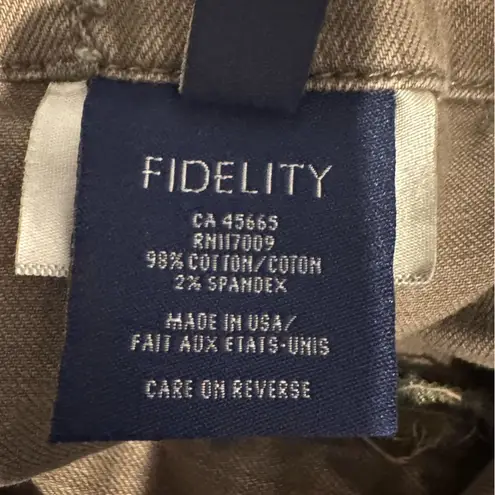 FIDELITY
CA 45665
RN117009
98% COTTON/COTON
2% SPANDEX
MADE IN USA/
FAIT AUX ETATS-UNIS
CARE ON REVERSE